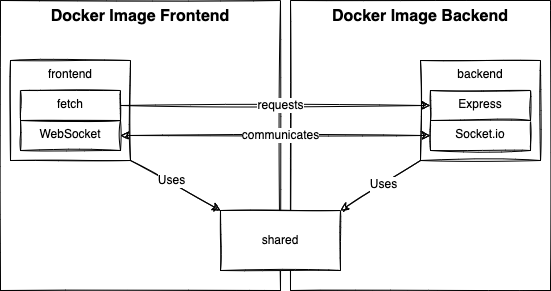 Docker Image Frontend
Docker Image Backend
frontend
backend
fetch
requests
Express
WebSocket
communicates
Socket.io
Uses
Uses
shared